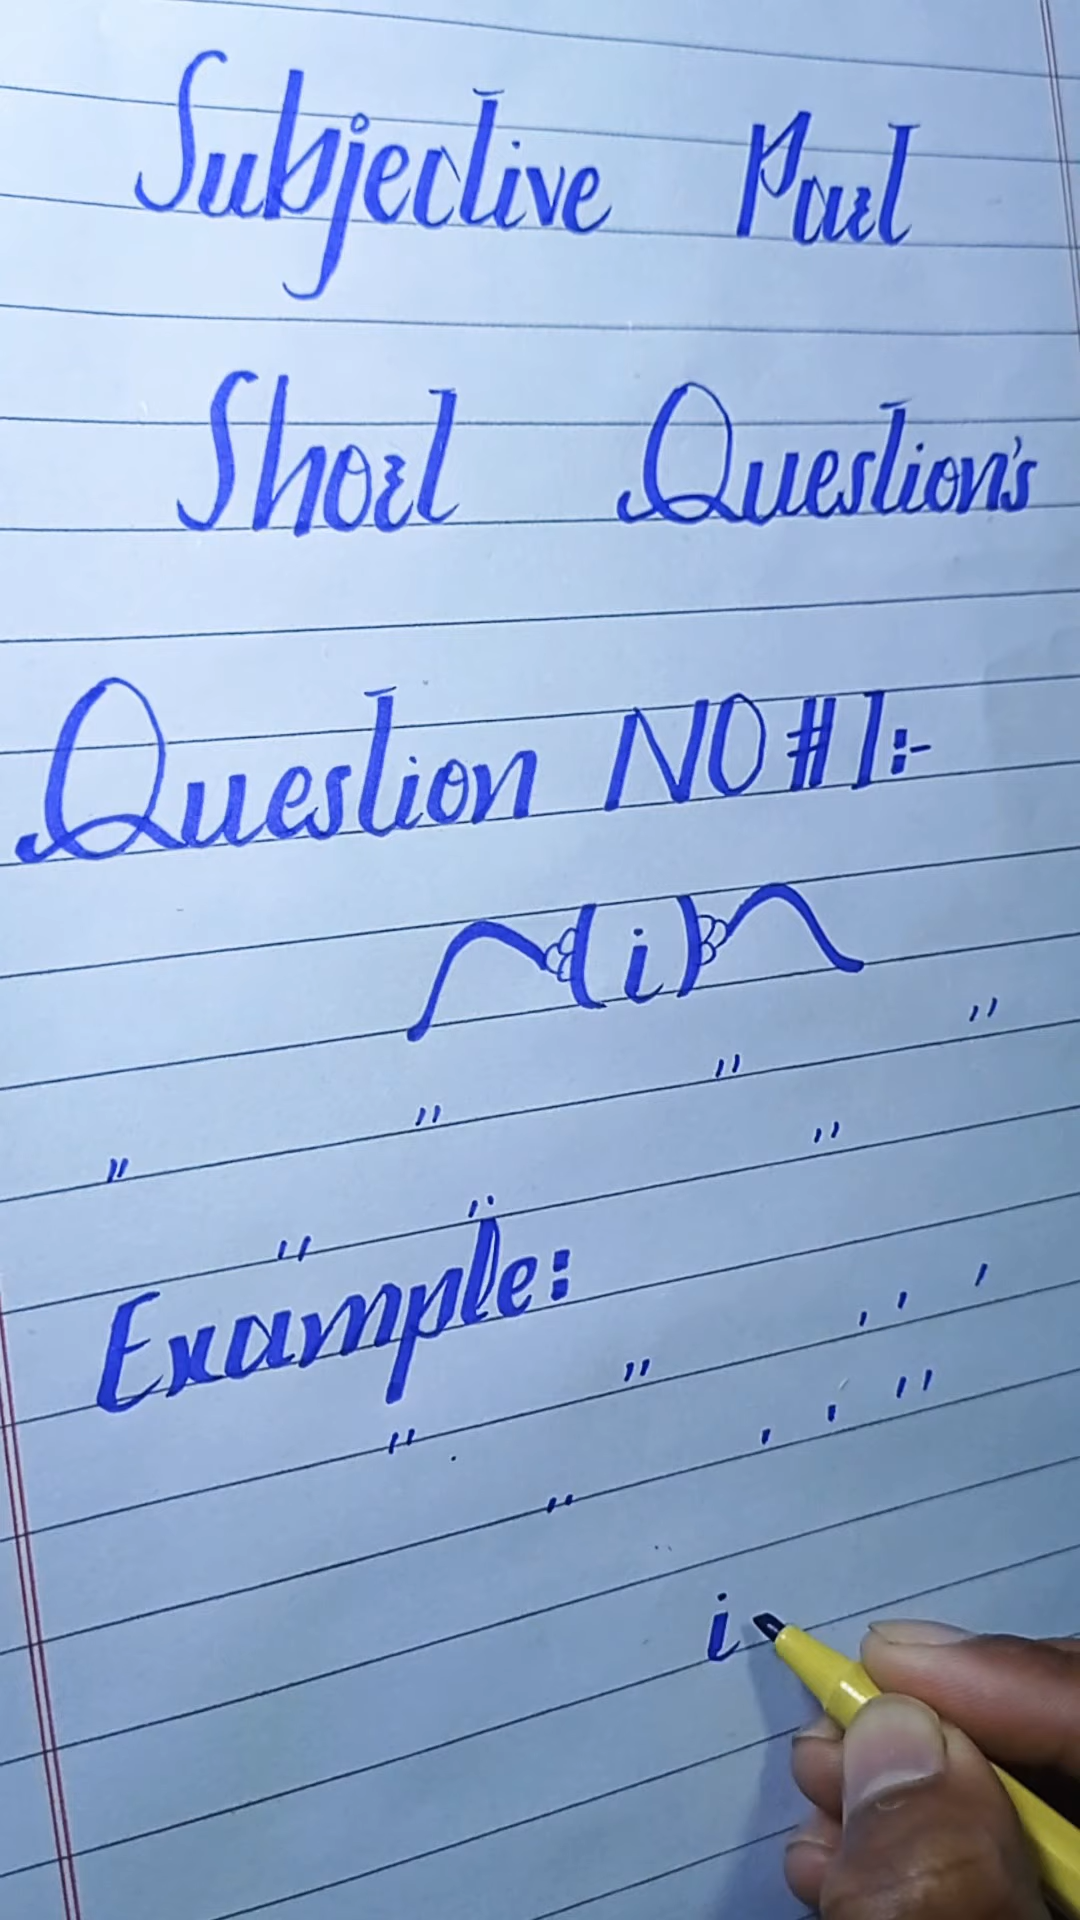 Subjective Part
Short Question's
Question NO #1:-
(i)
" " " "
" " "
Example:
" " , , ,
" , , "
i